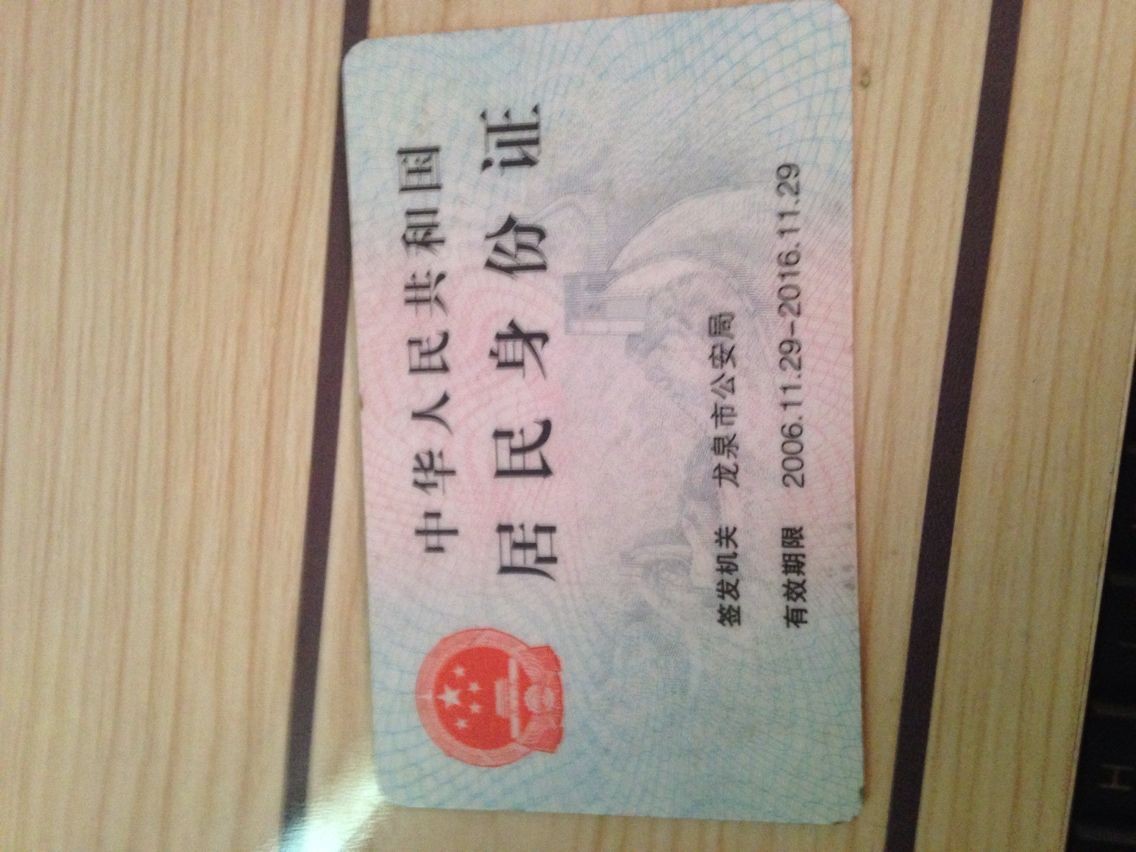 中华人民共和国
居民身份证
签发机关 龙泉市公安局
有效期限 2006.11.29-2016.11.29
H